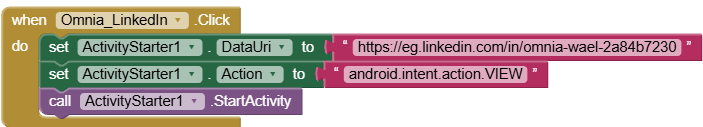 when Omnia_LinkedIn .Click
do set ActivityStarter1 . DataUri to " https://eg.linkedin.com/in/omnia-wael-2a84b7230 "
set ActivityStarter1 . Action to " android.intent.action.VIEW "
call ActivityStarter1 .StartActivity